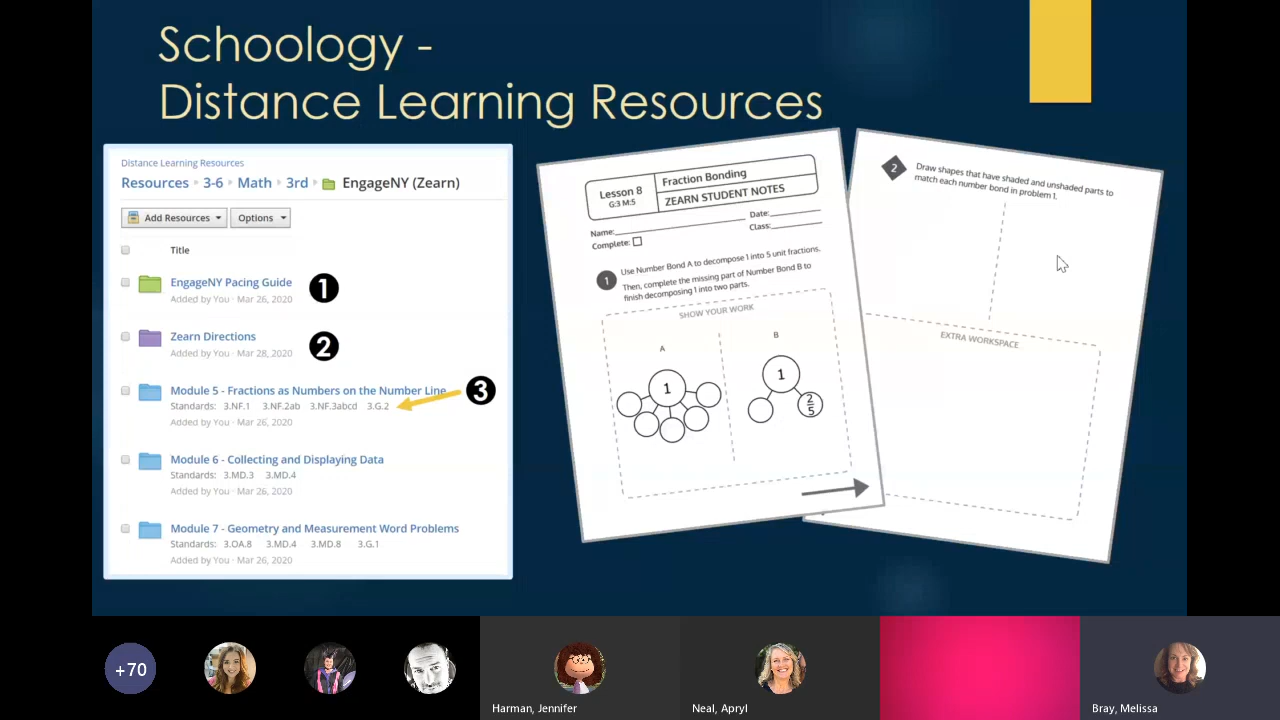 Schoology -
Distance Learning Resources
Distance Learning Resources
Resources 3-6 Math 3rd EngageNY (Zearn)
Add Resources Options
Title
EngageNY Pacing Guide
Added by You · Mar 26, 2020
1
Zearn Directions
Added by You · Mar 28, 2020
2
Module 5 - Fractions as Numbers on the Number Line
Standards: 3.NF.1 3.NF.2ab 3.NF.3abcd 3.G.2
Added by You · Mar 26, 2020
3
Module 6 - Collecting and Displaying Data
Standards: 3.MD.3 3.MD.4
Added by You · Mar 26, 2020
Module 7 - Geometry and Measurement Word Problems
Standards: 3.OA.8 3.MD.4 3.MD.8 3.G.1
Added by You · Mar 26, 2020
Lesson 8
G:3 M:5
Fraction Bonding
ZEARN STUDENT NOTES
Name:
Date:
Complete:
Class:
1
Use Number Bond A to decompose 1 into 5 unit fractions.
Then, complete the missing part of Number Bond B to
finish decomposing 1 into two parts.
SHOW YOUR WORK
A
B
1
1
2
5
2
Draw shapes that have shaded and unshaded parts to
match each number bond in problem 1.
EXTRA WORKSPACE
+70
Harman, Jennifer
Neal, Apryl
Bray, Melissa